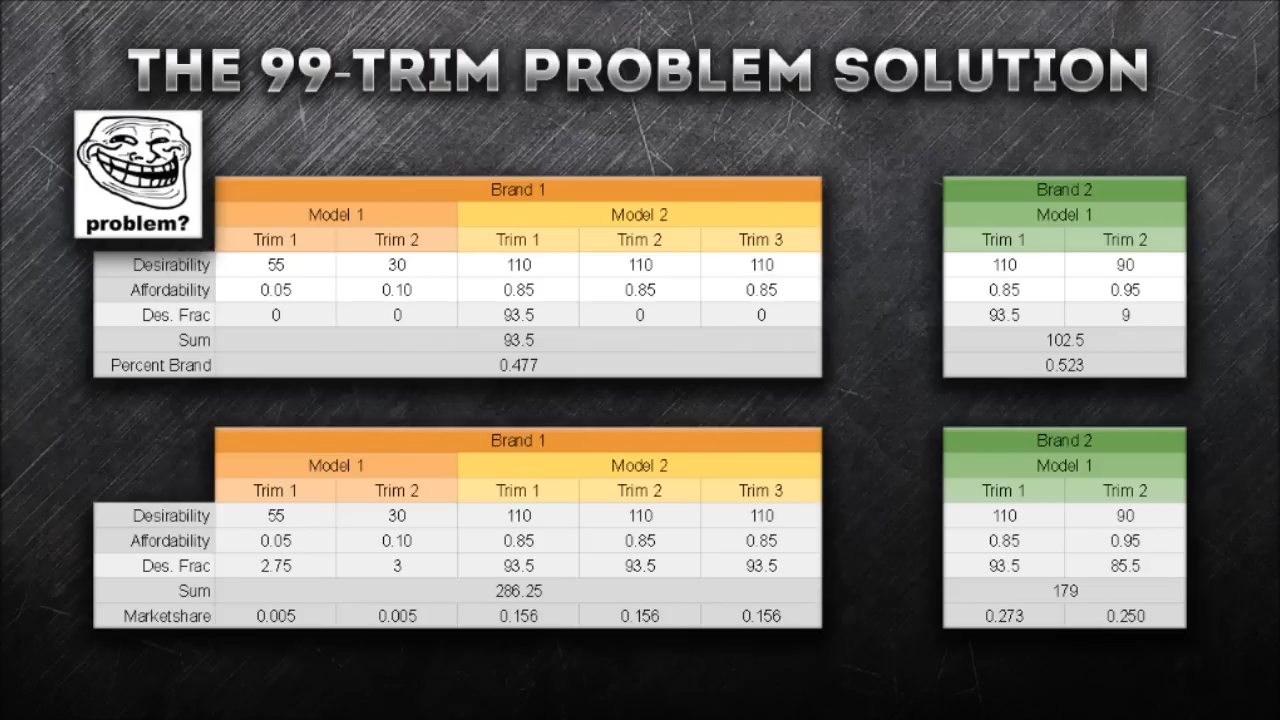 THE 99-TRIM PROBLEM SOLUTION
problem?
Brand 1 Brand 2
Model 1 Model 2 Model 1
Trim 1 Trim 2 Trim 1 Trim 2 Trim 3 Trim 1 Trim 2
Desirability 55 30 110 110 110 110 90
Affordability 0.05 0.10 0.85 0.85 0.85 0.85 0.95
Des. Frac 0 0 93.5 0 0 93.5 9
Sum 93.5 102.5
Percent Brand 0.477 0.523
Brand 1 Brand 2
Model 1 Model 2 Model 1
Trim 1 Trim 2 Trim 1 Trim 2 Trim 3 Trim 1 Trim 2
Desirability 55 30 110 110 110 110 90
Affordability 0.05 0.10 0.85 0.85 0.85 0.85 0.95
Des. Frac 2.75 3 93.5 93.5 93.5 93.5 85.5
Sum 286.25 179
Marketshare 0.005 0.005 0.156 0.156 0.156 0.273 0.250